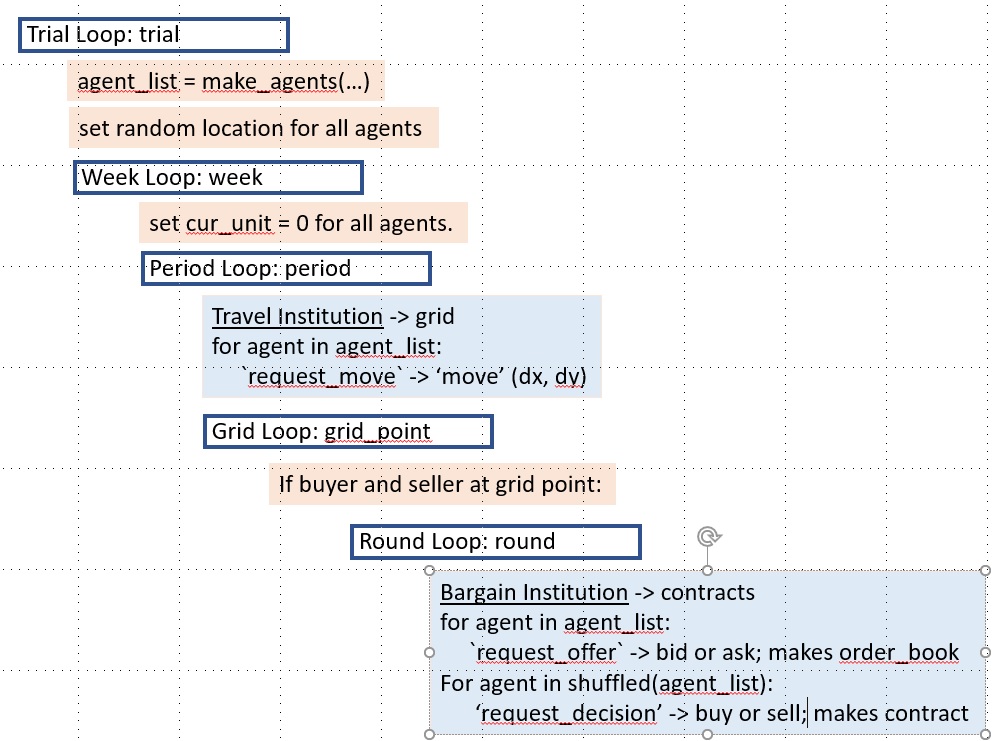 Trial Loop: trial
agent_list = make_agents(…)
set random location for all agents
Week Loop: week
set cur_unit = 0 for all agents.
Period Loop: period
Travel Institution -> grid
for agent in agent_list:
`request_move` -> ‘move’ (dx, dy)
Grid Loop: grid_point
If buyer and seller at grid point:
Round Loop: round
Bargain Institution -> contracts
for agent in agent_list:
`request_offer` -> bid or ask; makes order_book
For agent in shuffled(agent_list):
‘request_decision’ -> buy or sell; makes contract